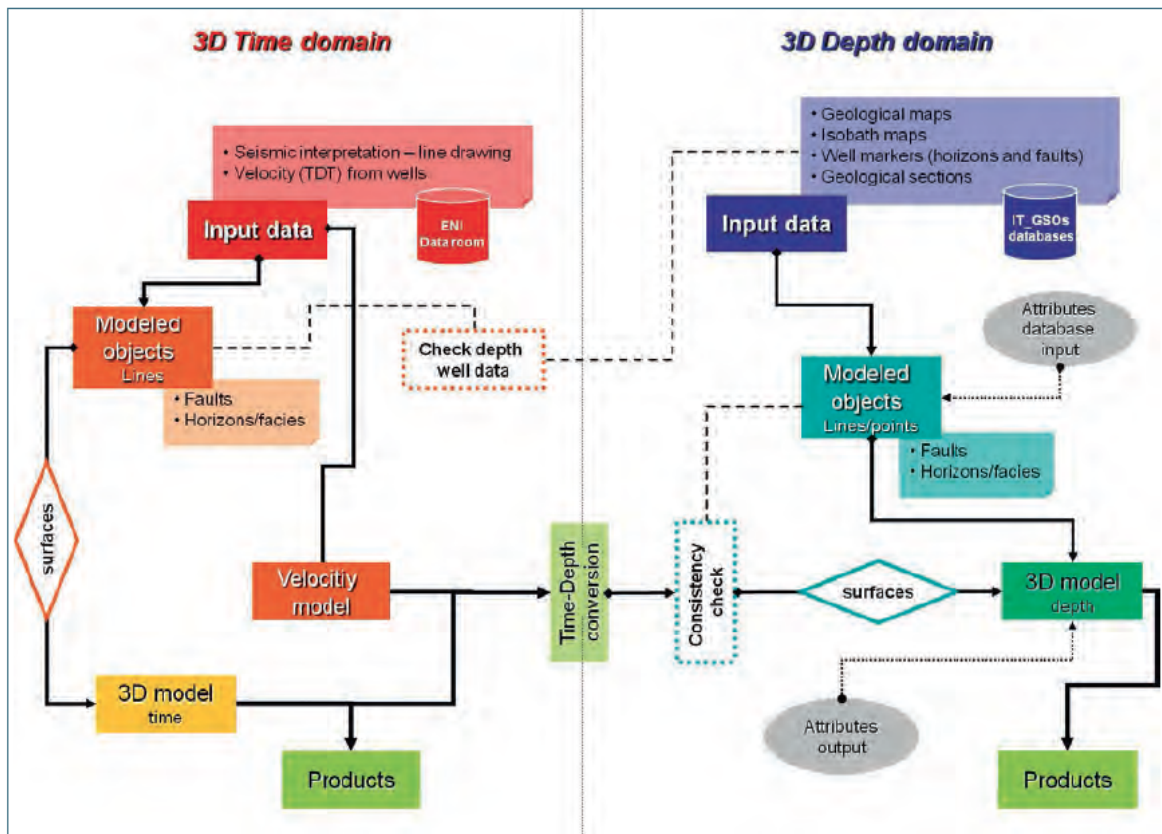 3D Time domain
• Seismic interpretation – line drawing
• Velocity (TDT) from wells
Input data
ENI
Data room
Modeled
objects
Lines
• Faults
• Horizons/facies
Check depth
well data
surfaces
Velocitiy
model
3D model
time
Products
Time-Depth
conversion
3D Depth domain
• Geological maps
• Isobath maps
• Well markers (horizons and faults)
• Geological sections
Input data
IT_GSOs
databases
Attributes
database
input
Modeled
objects
Lines/points
• Faults
• Horizons/facies
Consistency
check
surfaces
3D model
depth
Attributes
output
Products